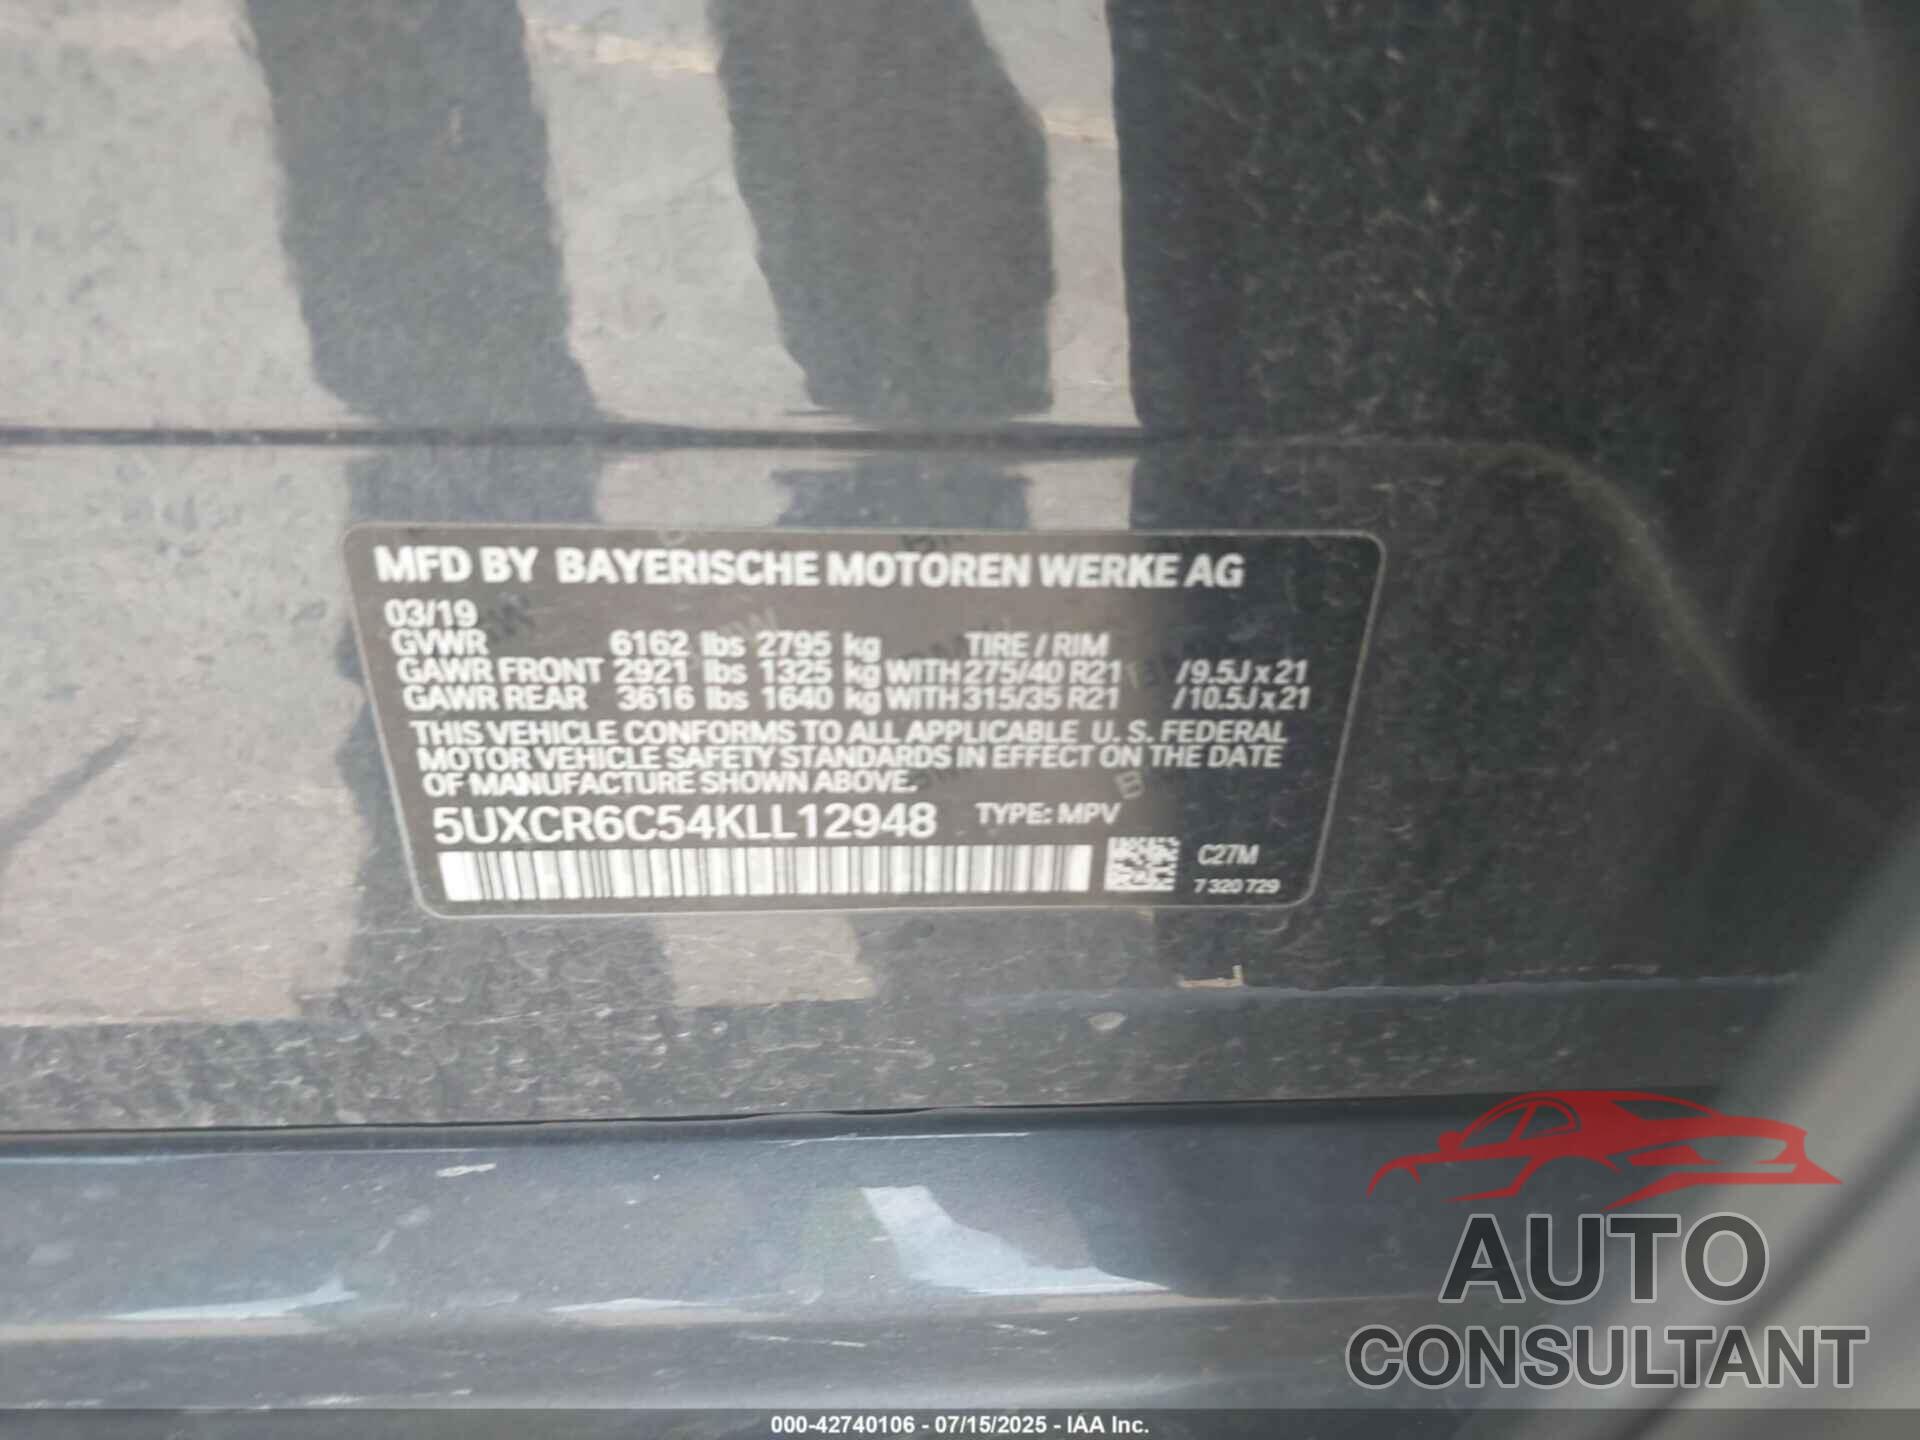 MFD BY BAYERISCHE MOTOREN WERKE AG
03/19
GVWR 6162 lbs 2795 kg TIRE / RIM
GAWR FRONT 2921 lbs 1325 kg WITH 275/40 R21 /9.5J x 21
GAWR REAR 3616 lbs 1640 kg WITH 315/35 R21 /10.5J x 21
THIS VEHICLE CONFORMS TO ALL APPLICABLE U. S. FEDERAL
MOTOR VEHICLE SAFETY STANDARDS IN EFFECT ON THE DATE
OF MANUFACTURE SHOWN ABOVE.
5UXCR6C54KLL12948 TYPE: MPV
C27M
7 320 729
AUTO
CONSULTANT
000-42740106 - 07/15/2025 - IAA Inc.